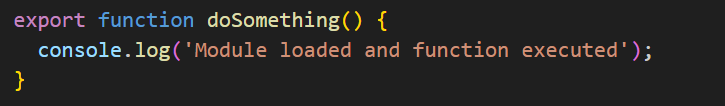 export function doSomething() {
  console.log('Module loaded and function executed');
}